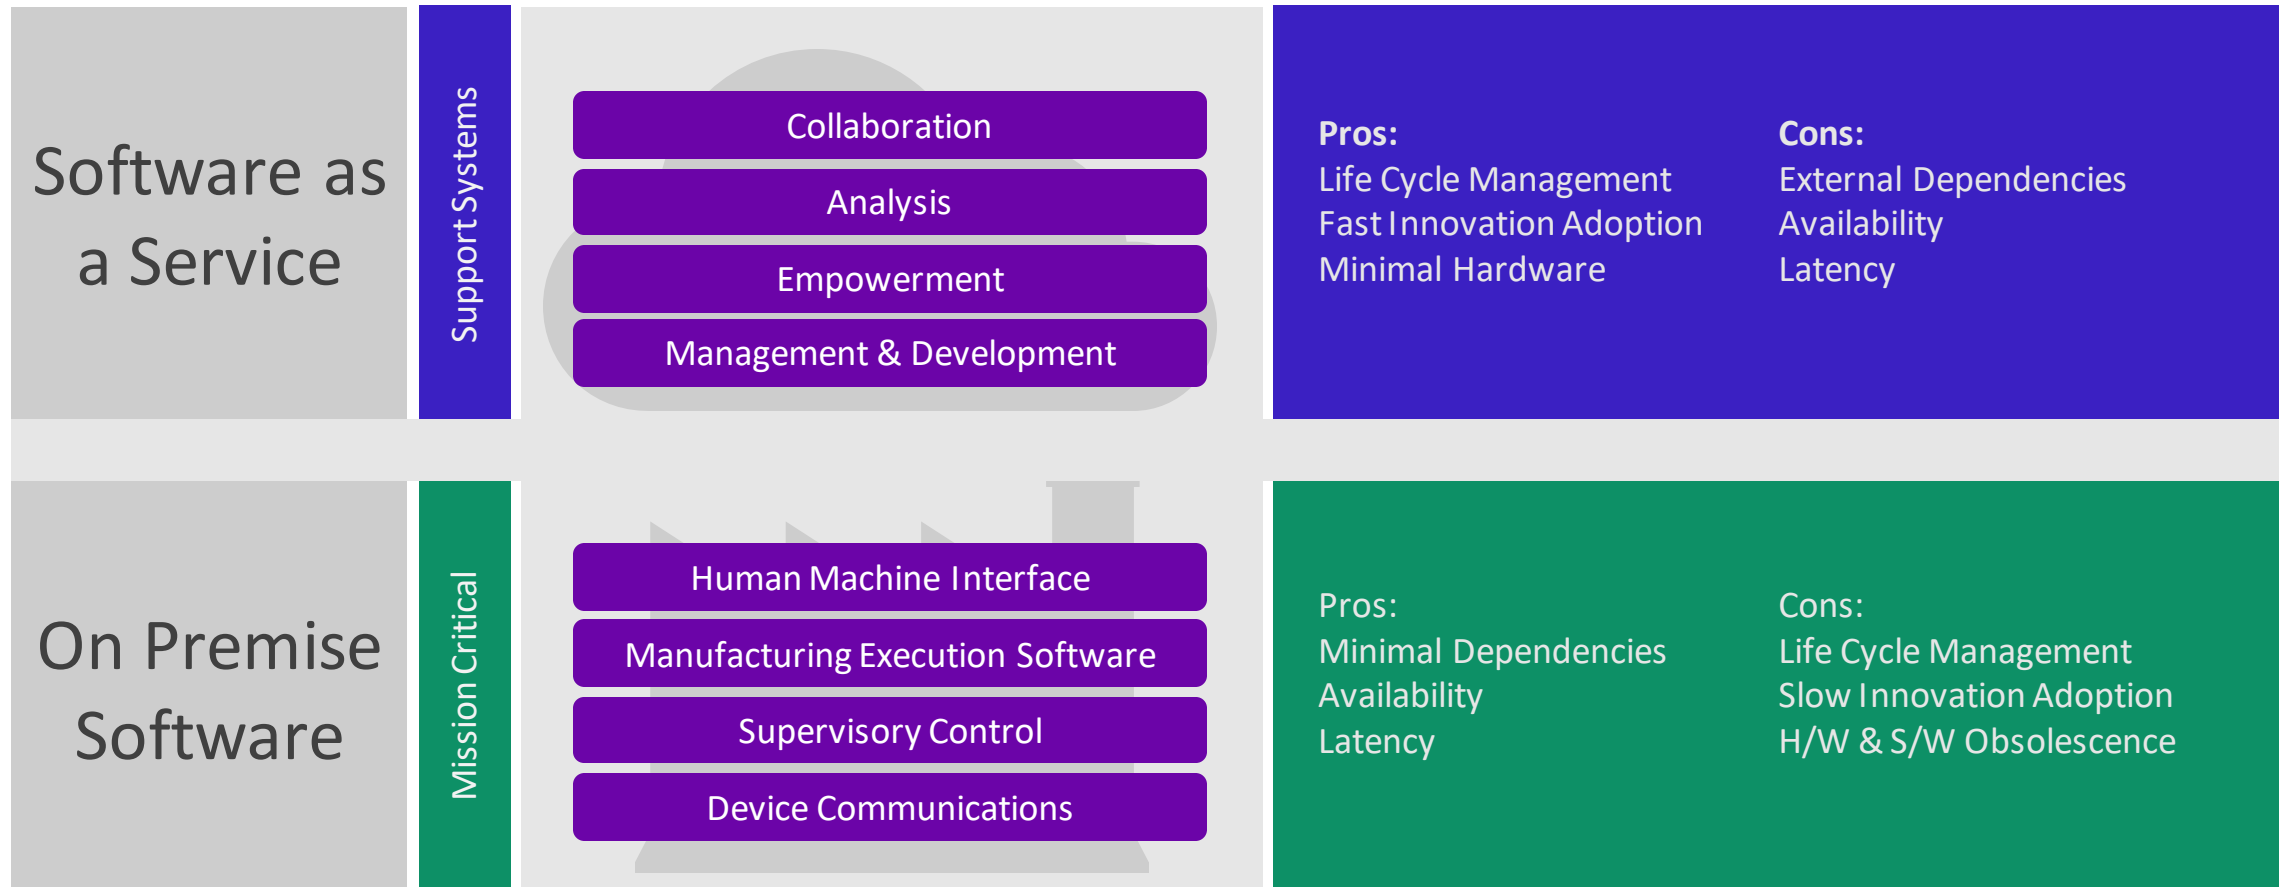 Software as
a Service
Support Systems
Collaboration
Analysis
Empowerment
Management & Development
Pros:
Life Cycle Management
Fast Innovation Adoption
Minimal Hardware
Cons:
External Dependencies
Availability
Latency
On Premise
Software
Mission Critical
Human Machine Interface
Manufacturing Execution Software
Supervisory Control
Device Communications
Pros:
Minimal Dependencies
Availability
Latency
Cons:
Life Cycle Management
Slow Innovation Adoption
H/W & S/W Obsolescence